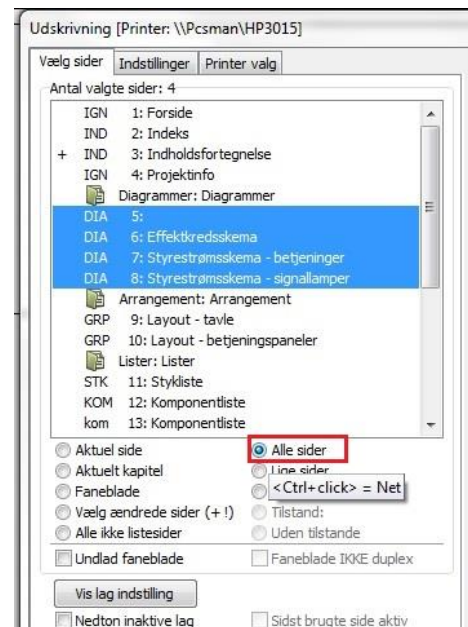 Udskrivning [Printer: \\Pcsman\HP3015]
Vælg sider Indstillinger Printer valg
Antal valgte sider: 4
IGN 1: Forside
IND 2: Indeks
+ IND 3: Indholdsfortegnelse
IGN 4: Projektinfo
Diagrammer: Diagrammer
DIA 5:
DIA 6: Effektkredsskema
DIA 7: Styrestrømsskema - betjeninger
DIA 8: Styrestrømsskema - signallamper
Arrangement: Arrangement
GRP 9: Layout - tavle
GRP 10: Layout - betjeningspaneler
Lister: Lister
STK 11: Stykliste
KOM 12: Komponentliste
kom 13: Komponentliste
Aktuel side Alle sider
Aktuelt kapitel Lige sider
Faneblade <Ctrl+click> = Net
Vælg ændrede sider (+ !) Tilstand:
Alle ikke listesider Uden tilstande
Undlad faneblade Faneblade IKKE duplex
Vis lag indstilling
Nedton inaktive lag Sidst brugte side aktiv